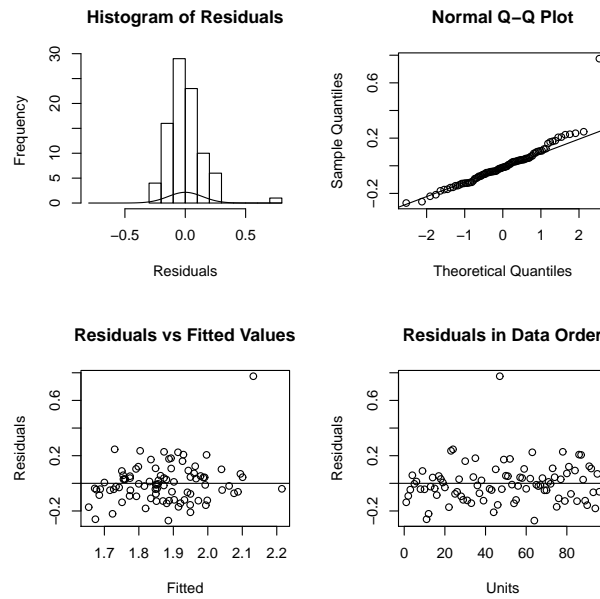 Histogram of Residuals
Frequency
0 5 10 20 30
−0.5 0.0 0.5
Residuals
Normal Q−Q Plot
Sample Quantiles
−0.2 0.2 0.6
−2 −1 0 1 2
Theoretical Quantiles
Residuals vs Fitted Values
Residuals
−0.2 0.2 0.6
1.7 1.8 1.9 2.0 2.1 2.2
Fitted
Residuals in Data Order
Residuals
−0.2 0.2 0.6
0 20 40 60 80
Units